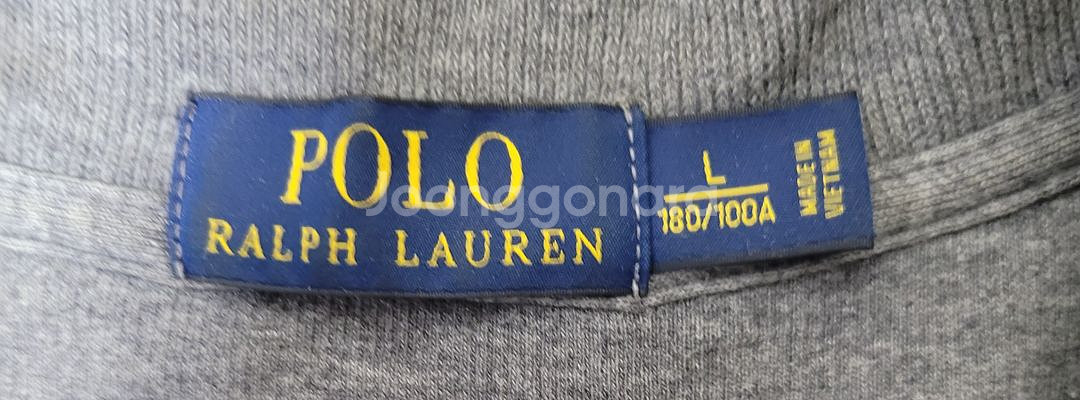 POLO
RALPH LAUREN
L
180/100A
MADE IN
VIETNAM
Joonggonara